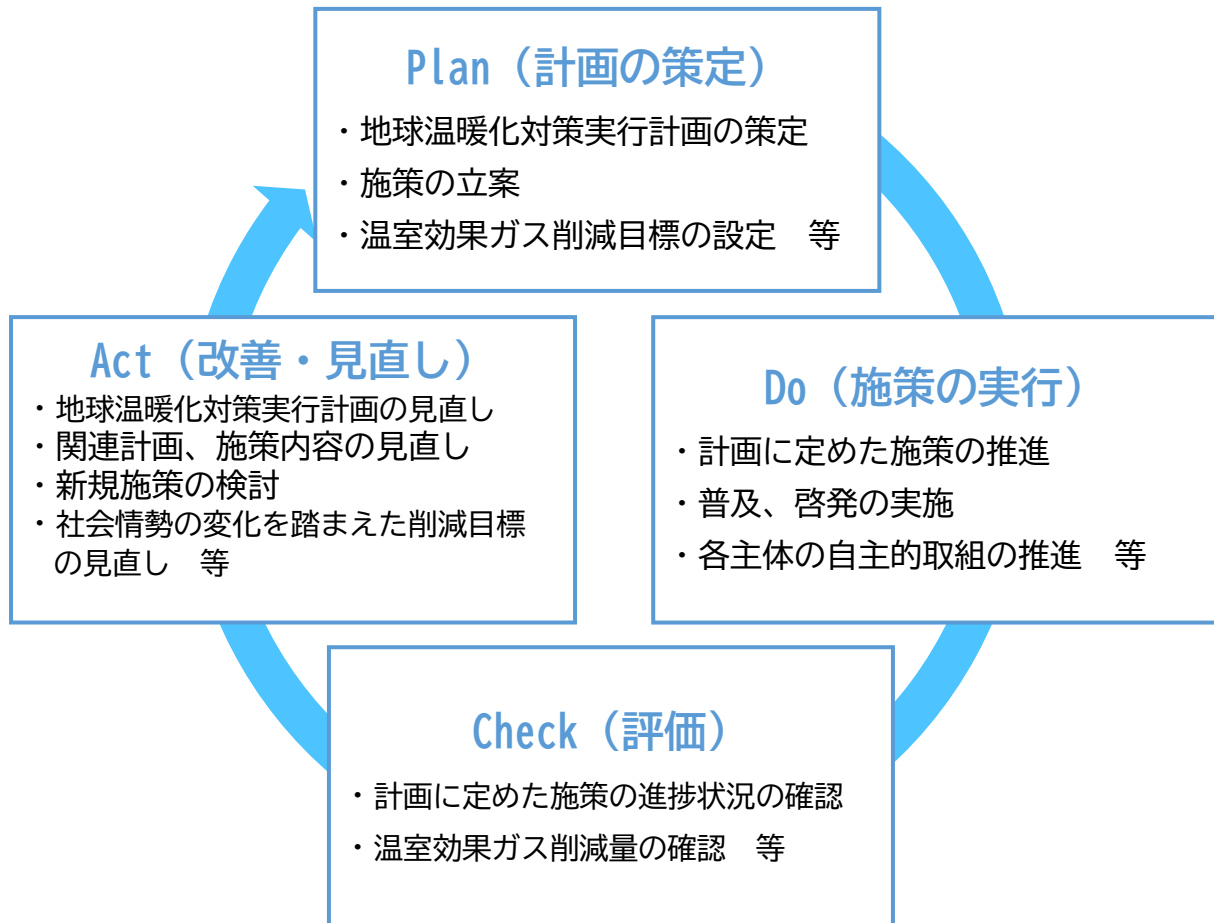 Plan（計画の策定）
・地球温暖化対策実行計画の策定
・施策の立案
・温室効果ガス削減目標の設定　等
Do（施策の実行）
・計画に定めた施策の推進
・普及、啓発の実施
・各主体の自主的取組の推進　等
Check（評価）
・計画に定めた施策の進捗状況の確認
・温室効果ガス削減量の確認　等
Act（改善・見直し）
・地球温暖化対策実行計画の見直し
・関連計画、施策内容の見直し
・新規施策の検討
・社会情勢の変化を踏まえた削減目標
の見直し　等